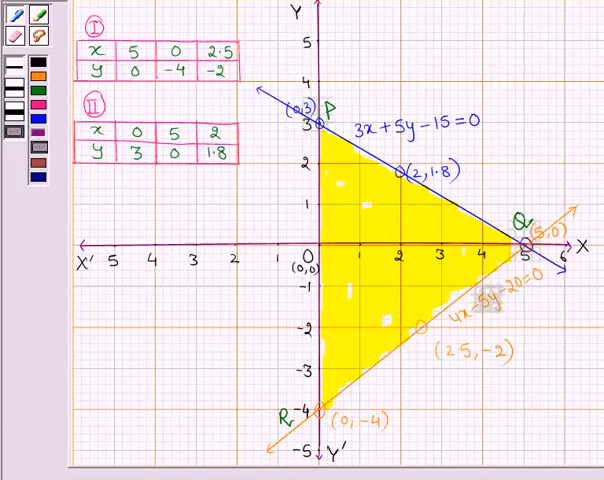 I
x 5 0 2.5
y 0 -4 -2
II
x 0 5 2
y 3 0 1.8
Y
5
4
(0,3) P
3
3x+5y-15=0
2
(2,1.8)
1
Q
(5,0)
X' 5 4 3 2 1 0 1 2 3 4 5 6 X
(0,0)
-1
4x-5y-20=0
-2
(2.5,-2)
-3
-4
R (0,-4)
-5 Y'